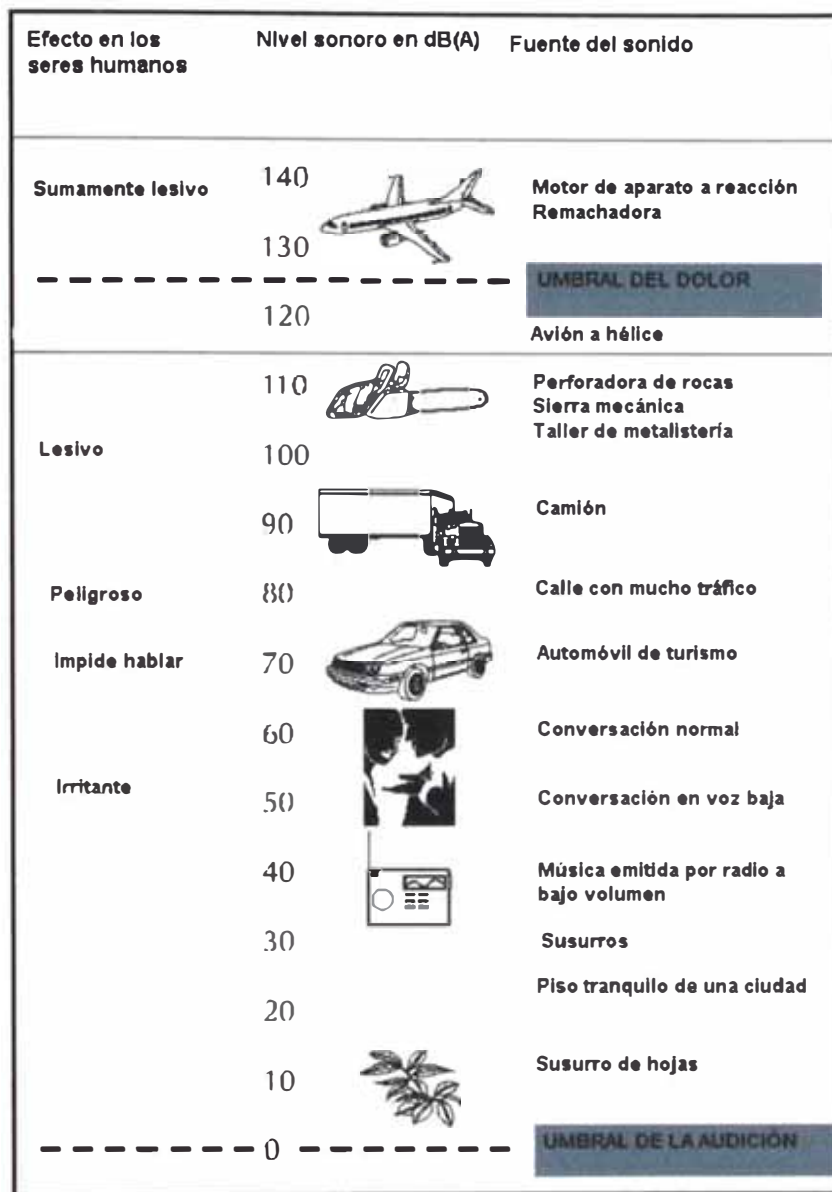 Efecto en los
seres humanos
Nivel sonoro en dB(A)
Fuente del sonido
Sumamente lesivo
140
Motor de aparato a reacción
Remachadora
130
UMBRAL DEL DOLOR
120
Avión a hélice
110
Perforadora de rocas
Sierra mecánica
Taller de metalistería
Lesivo
100
90
Camión
Peligroso
80
Calle con mucho tráfico
Impide hablar
70
Automóvil de turismo
60
Conversación normal
Irritante
50
Conversación en voz baja
40
Música emitida por radio a
bajo volumen
30
Susurros
Piso tranquilo de una ciudad
20
10
Susurro de hojas
0
UMBRAL DE LA AUDICIÓN